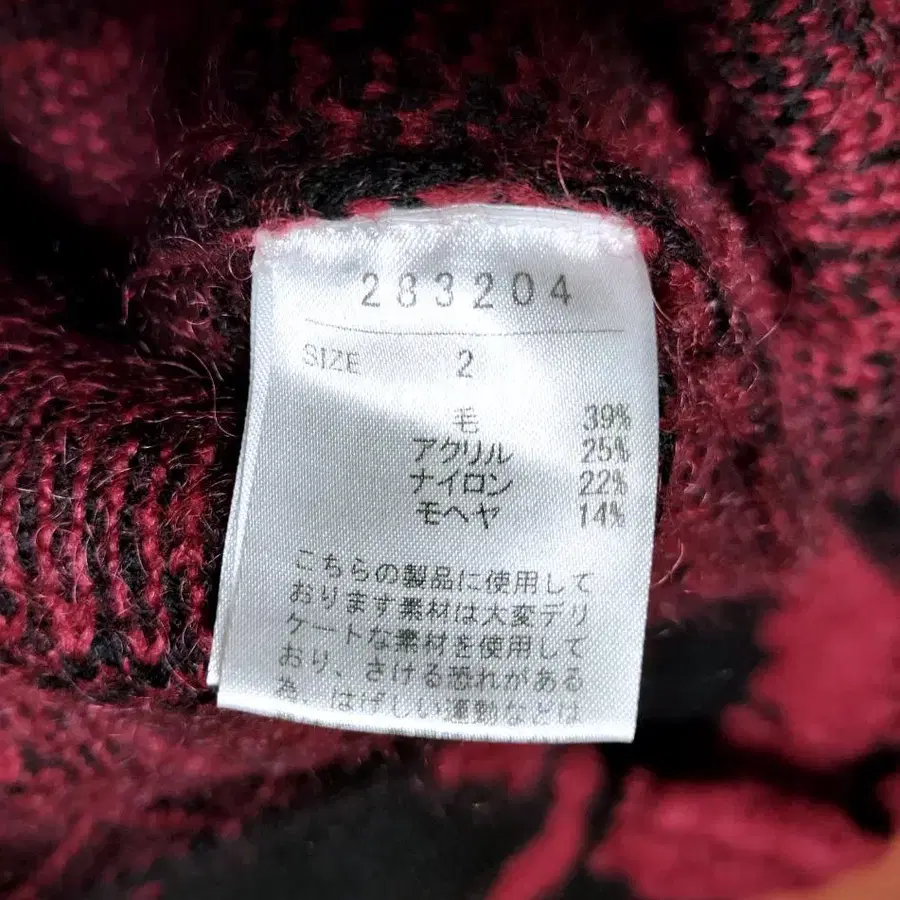 283204
SIZE 2
毛 39%
アクリル 25%
ナイロン 22%
モヘヤ 14%
こちらの製品に使用して
おります素材は大変デリ
ケートな素材を使用して
おり、さける恐れがある
為、はげしい運動などは